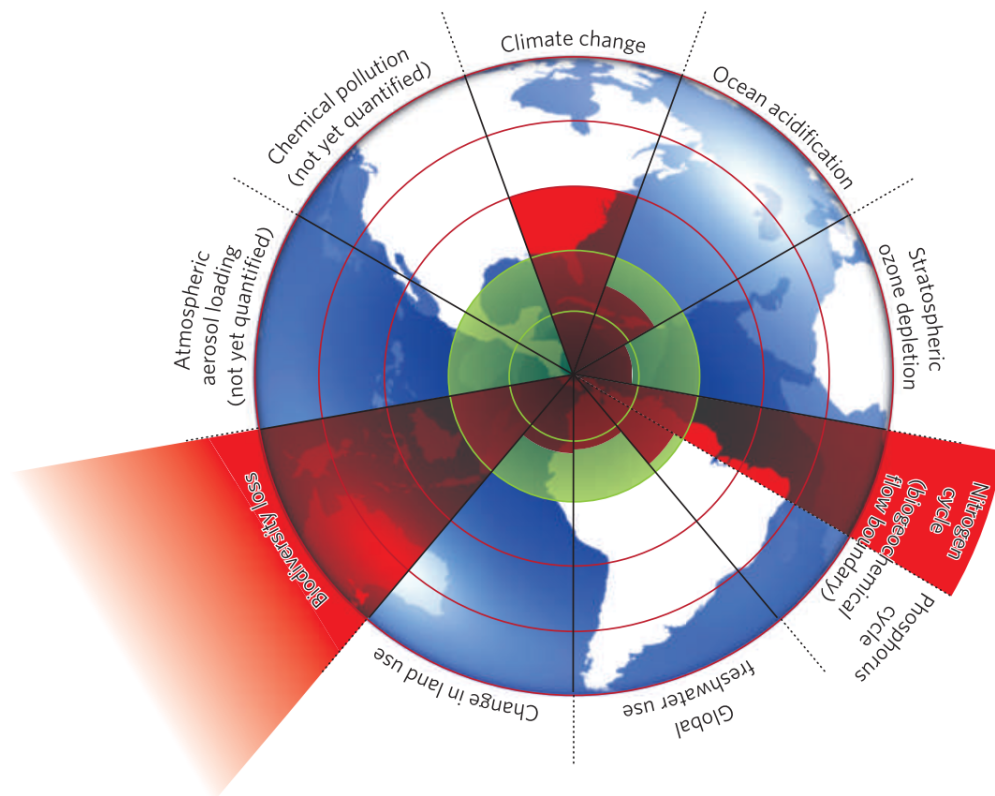 Climate change
Ocean acidification
Stratospheric
ozone depletion
Nitrogen
cycle
(biogeochemical
flow boundary)
Phosphorus
cycle
Global
freshwater use
Change in land use
Biodiversity loss
Atmospheric
aerosol loading
(not yet quantified)
Chemical pollution
(not yet quantified)